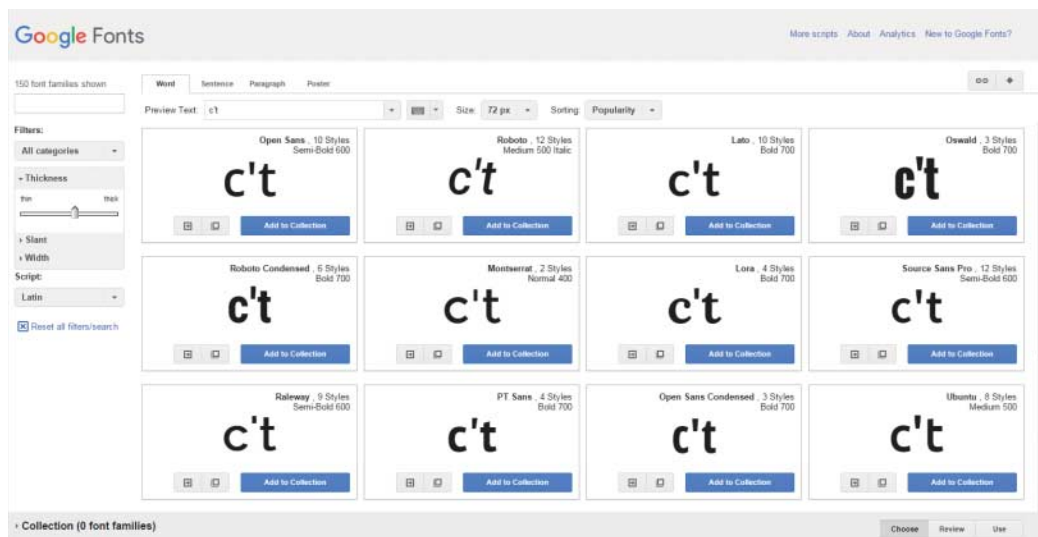 Google Fonts
More scripts About Analytics New to Google Fonts?
150 font families shown
Word Sentence Paragraph Poster
Preview Text: c't Size: 72 px Sorting: Popularity
Filters:
All categories
Thickness
thin thick
Slant
Width
Script:
Latin
Reset all filters/search
Open Sans , 10 Styles
Semi-Bold 600
c't
Add to Collection
Roboto , 12 Styles
Medium 500 Italic
c't
Add to Collection
Lato , 10 Styles
Bold 700
c't
Add to Collection
Oswald , 3 Styles
Bold 700
c't
Add to Collection
Roboto Condensed , 6 Styles
Bold 700
c't
Add to Collection
Montserrat , 2 Styles
Normal 400
c't
Add to Collection
Lora , 4 Styles
Bold 700
c't
Add to Collection
Source Sans Pro , 12 Styles
Semi-Bold 600
c't
Add to Collection
Raleway , 9 Styles
Semi-Bold 600
c't
Add to Collection
PT Sans , 4 Styles
Bold 700
c't
Add to Collection
Open Sans Condensed , 3 Styles
Bold 700
c't
Add to Collection
Ubuntu , 8 Styles
Medium 500
c't
Add to Collection
Collection (0 font families)
Choose Review Use